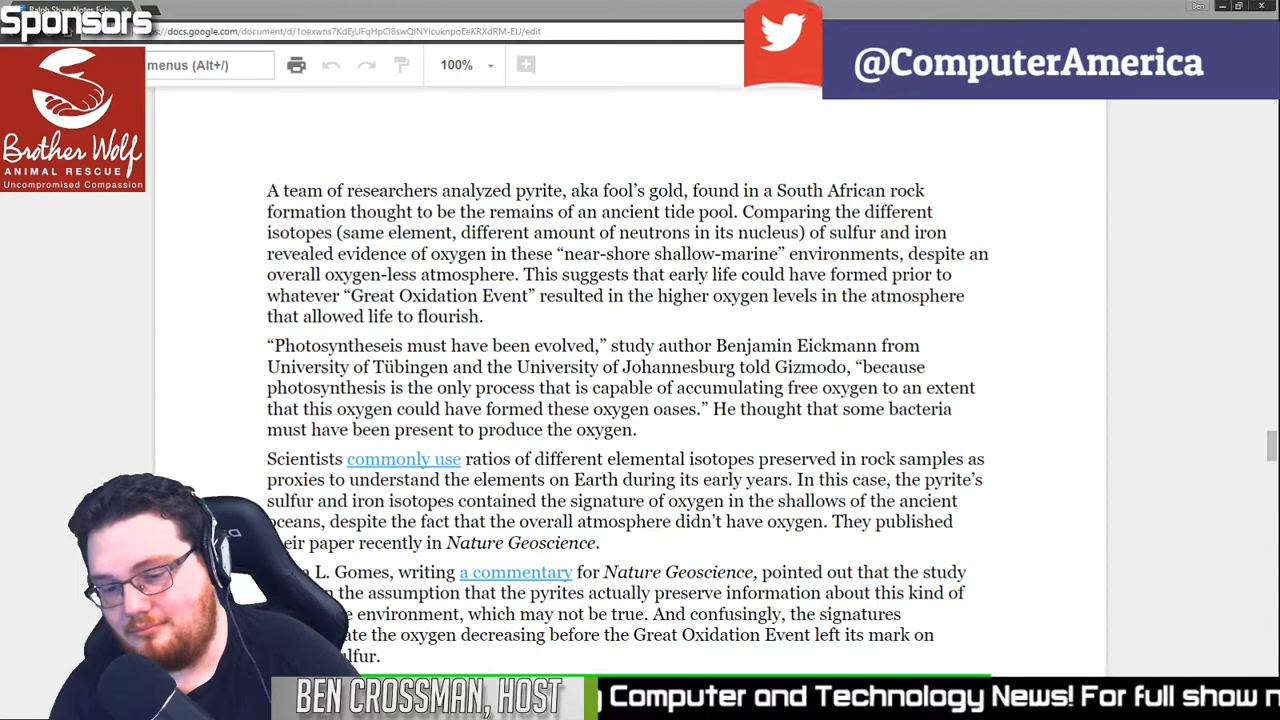 Ralph Show Notes Feb
Ben
Sponsors
docs.google.com/document/d/1oexwns7KdEjUFqHpCl8swQlNYIcuknpoEeKRXdRM-EU/edit
@ComputerAmerica
menus (Alt+/)
100%
Brother Wolf
ANIMAL RESCUE
Uncompromised Compassion
A team of researchers analyzed pyrite, aka fool’s gold, found in a South African rock
formation thought to be the remains of an ancient tide pool. Comparing the different
isotopes (same element, different amount of neutrons in its nucleus) of sulfur and iron
revealed evidence of oxygen in these “near-shore shallow-marine” environments, despite an
overall oxygen-less atmosphere. This suggests that early life could have formed prior to
whatever “Great Oxidation Event” resulted in the higher oxygen levels in the atmosphere
that allowed life to flourish.
“Photosyntheseis must have been evolved,” study author Benjamin Eickmann from
University of Tübingen and the University of Johannesburg told Gizmodo, “because
photosynthesis is the only process that is capable of accumulating free oxygen to an extent
that this oxygen could have formed these oxygen oases.” He thought that some bacteria
must have been present to produce the oxygen.
Scientists commonly use ratios of different elemental isotopes preserved in rock samples as
proxies to understand the elements on Earth during its early years. In this case, the pyrite’s
sulfur and iron isotopes contained the signature of oxygen in the shallows of the ancient
oceans, despite the fact that the overall atmosphere didn’t have oxygen. They published
their paper recently in Nature Geoscience.
L. Gomes, writing a commentary for Nature Geoscience, pointed out that the study
the assumption that the pyrites actually preserve information about this kind of
environment, which may not be true. And confusingly, the signatures
the oxygen decreasing before the Great Oxidation Event left its mark on
BEN CROSSMAN, HOST
Computer and Technology News! For full show